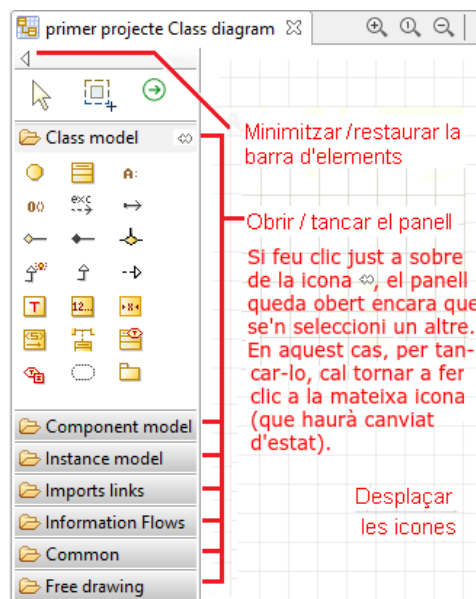 primer projecte Class diagram
Minimitzar/restaurar la
barra d'elements
Class model
A:
0()
exc
Obrir / tancar el panell
Si feu clic just a sobre
de la icona, el panell
queda obert encara que
se'n seleccioni un altre.
En aquest cas, per tan-
car-lo, cal tornar a fer
clic a la mateixa icona
(que haurà canviat
d'estat).
T
12...
Component model
Instance model
Imports links
Information Flows
Common
Free drawing
Desplaçar
les icones